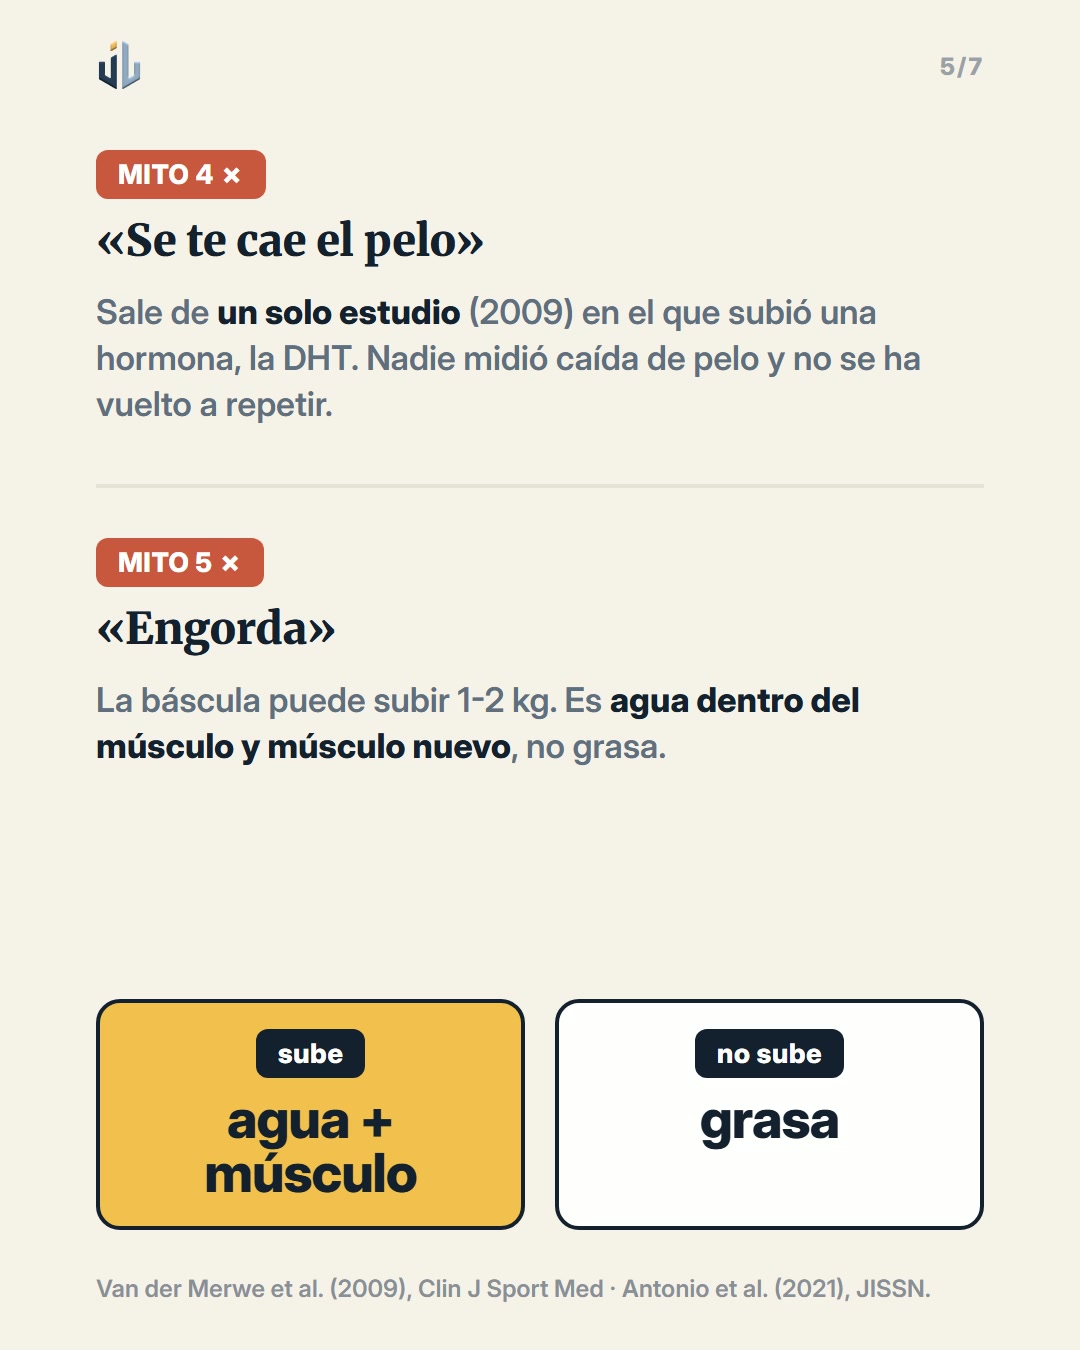 5/7
MITO 4 ×
«Se te cae el pelo»
Sale de un solo estudio (2009) en el que subió una
hormona, la DHT. Nadie midió caída de pelo y no se ha
vuelto a repetir.
MITO 5 ×
«Engorda»
La báscula puede subir 1-2 kg. Es agua dentro del
músculo y músculo nuevo, no grasa.
sube
agua +
músculo
no sube
grasa
Van der Merwe et al. (2009), Clin J Sport Med · Antonio et al. (2021), JISSN.